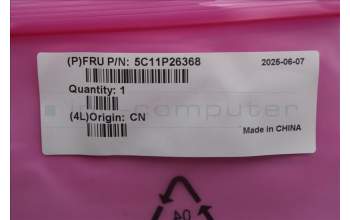 (P)FRU P/N: 5C11P26368
2025-06-07
Quantity: 1
(4L)Origin: CN
Made in CHINA
04